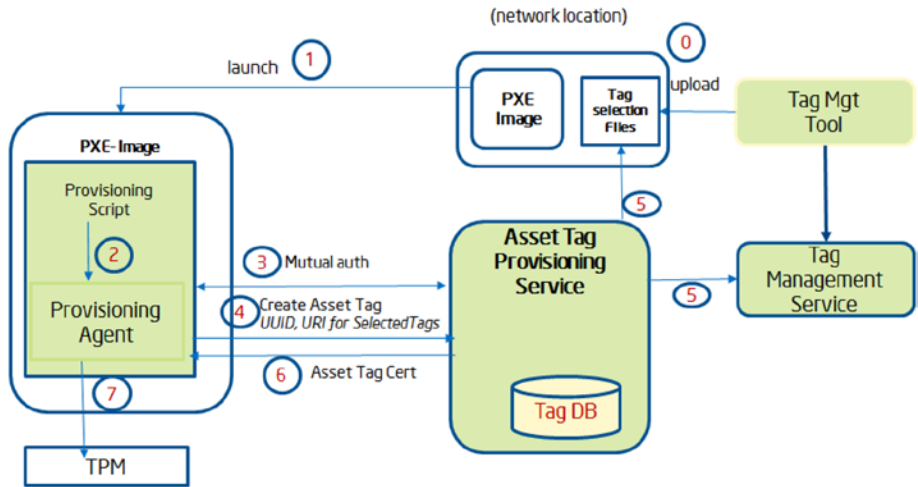 (network location)
0
1
launch
upload
PXE
Image
Tag
selection
Files
Tag Mgt
Tool
PXE- Image
Provisioning
Script
2
5
Asset Tag
Provisioning
Service
3
Mutual auth
Tag
Management
Service
5
4
Create Asset Tag
UUID, URI for SelectedTags
Provisioning
Agent
6
Asset Tag Cert
7
Tag DB
TPM